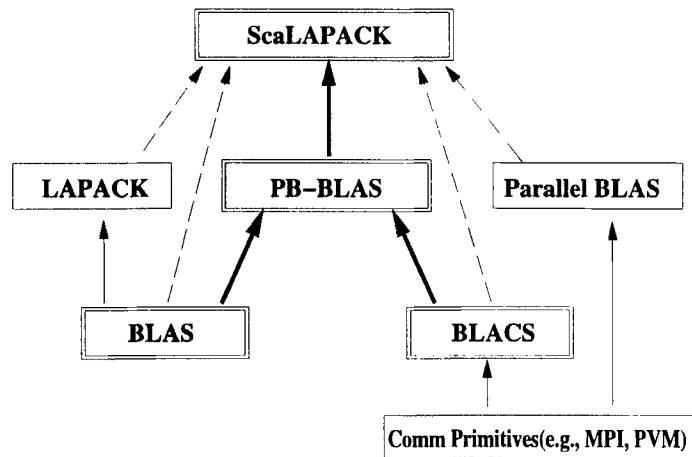 ScaLAPACK
LAPACK
PB-BLAS
Parallel BLAS
BLAS
BLACS
Comm Primitives(e.g., MPI, PVM)